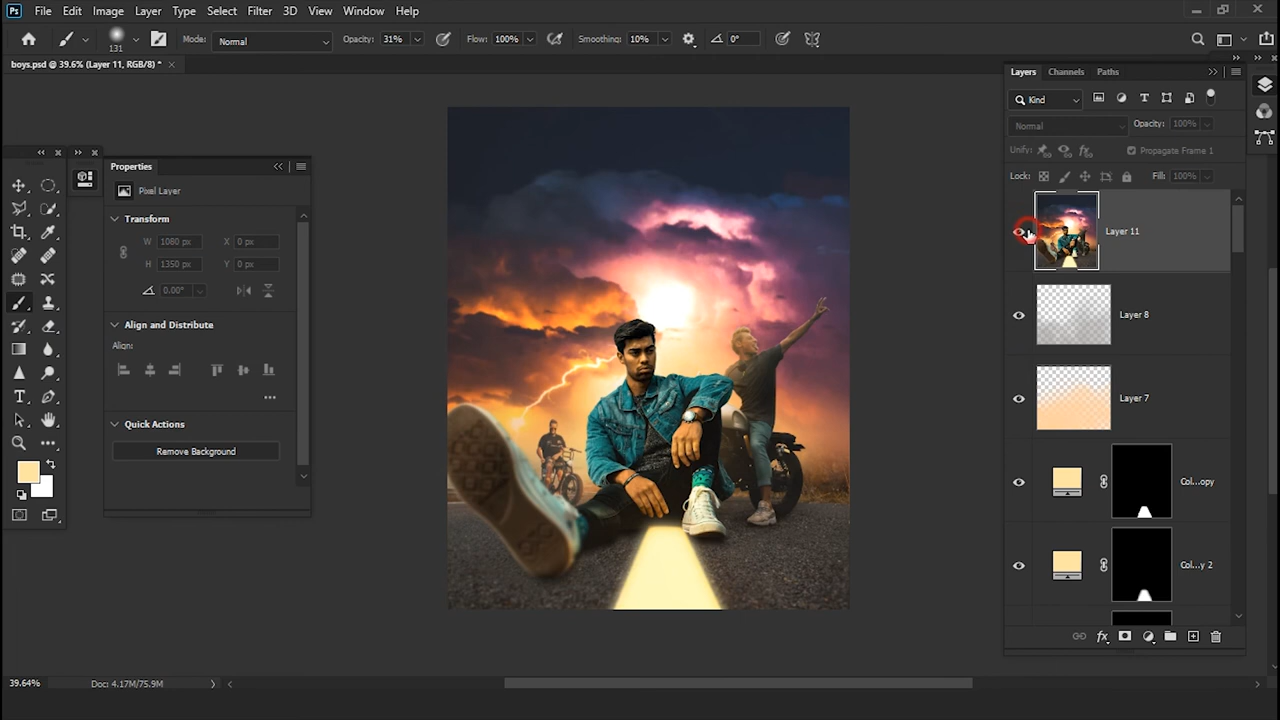 Ps File Edit Image Layer Type Select Filter 3D View Window Help
131 Mode: Normal Opacity: 31% Flow: 100% Smoothing: 10% 0°
boys.psd @ 39.6% (Layer 11, RGB/8) *
Layers Channels Paths
Kind
Normal Opacity: 100%
Unify: Propagate Frame 1
Lock: Fill: 100%
Layer 11
Layer 8
Layer 7
Col...opy
Col...y 2
Properties
Pixel Layer
Transform
W 1080 px X 0 px
H 1350 px Y 0 px
0.00°
Align and Distribute
Align:
Quick Actions
Remove Background
39.64% Doc: 4.17M/75.9M